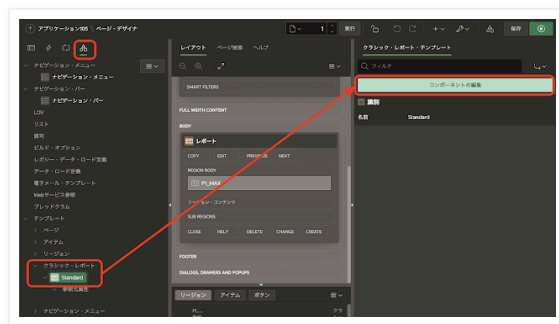 アプリケーション105 \ ページ・デザイナ
1
実行
保存
レイアウト
ページ検索
ヘルプ
クラシック・レポート・テンプレート
フィルタ
コンポーネントの編集
識別
名前
Standard
ナビゲーション・メニュー
ナビゲーション・メニュー
ナビゲーション・バー
ナビゲーション・バー
LOV
リスト
認可
ビルド・オプション
レガシー・データ・ロード定義
データ・ロード定義
電子メール・テンプレート
Webサービス参照
ブレッドクラム
テンプレート
ページ
アイテム
リージョン
クラシック・レポート
Standard
参照元属性
ナビゲーション・メニュー
SMART FILTERS
FULL WIDTH CONTENT
BODY
レポート
COPY
EDIT
PREVIOUS
NEXT
REGION BODY
P1_MAX
リージョン・コンテンツ
SUB REGIONS
CLOSE
HELP
DELETE
CHANGE
CREATE
FOOTER
DIALOGS, DRAWERS AND POPUPS
リージョン
アイテム
ボタン